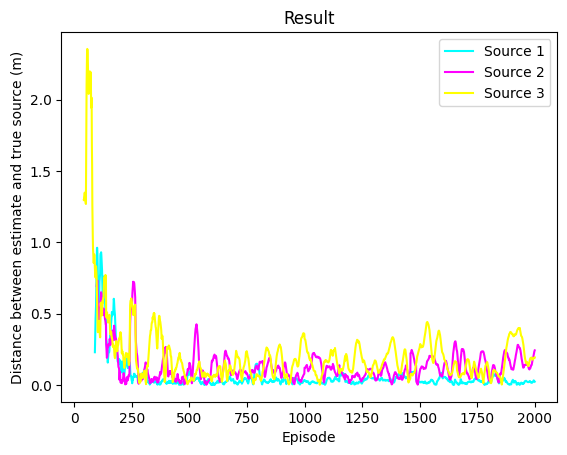 Result
Distance between estimate and true source (m)
2.0
1.5
1.0
0.5
0.0
Source 1
Source 2
Source 3
0
250
500
750
1000
1250
1500
1750
2000
Episode